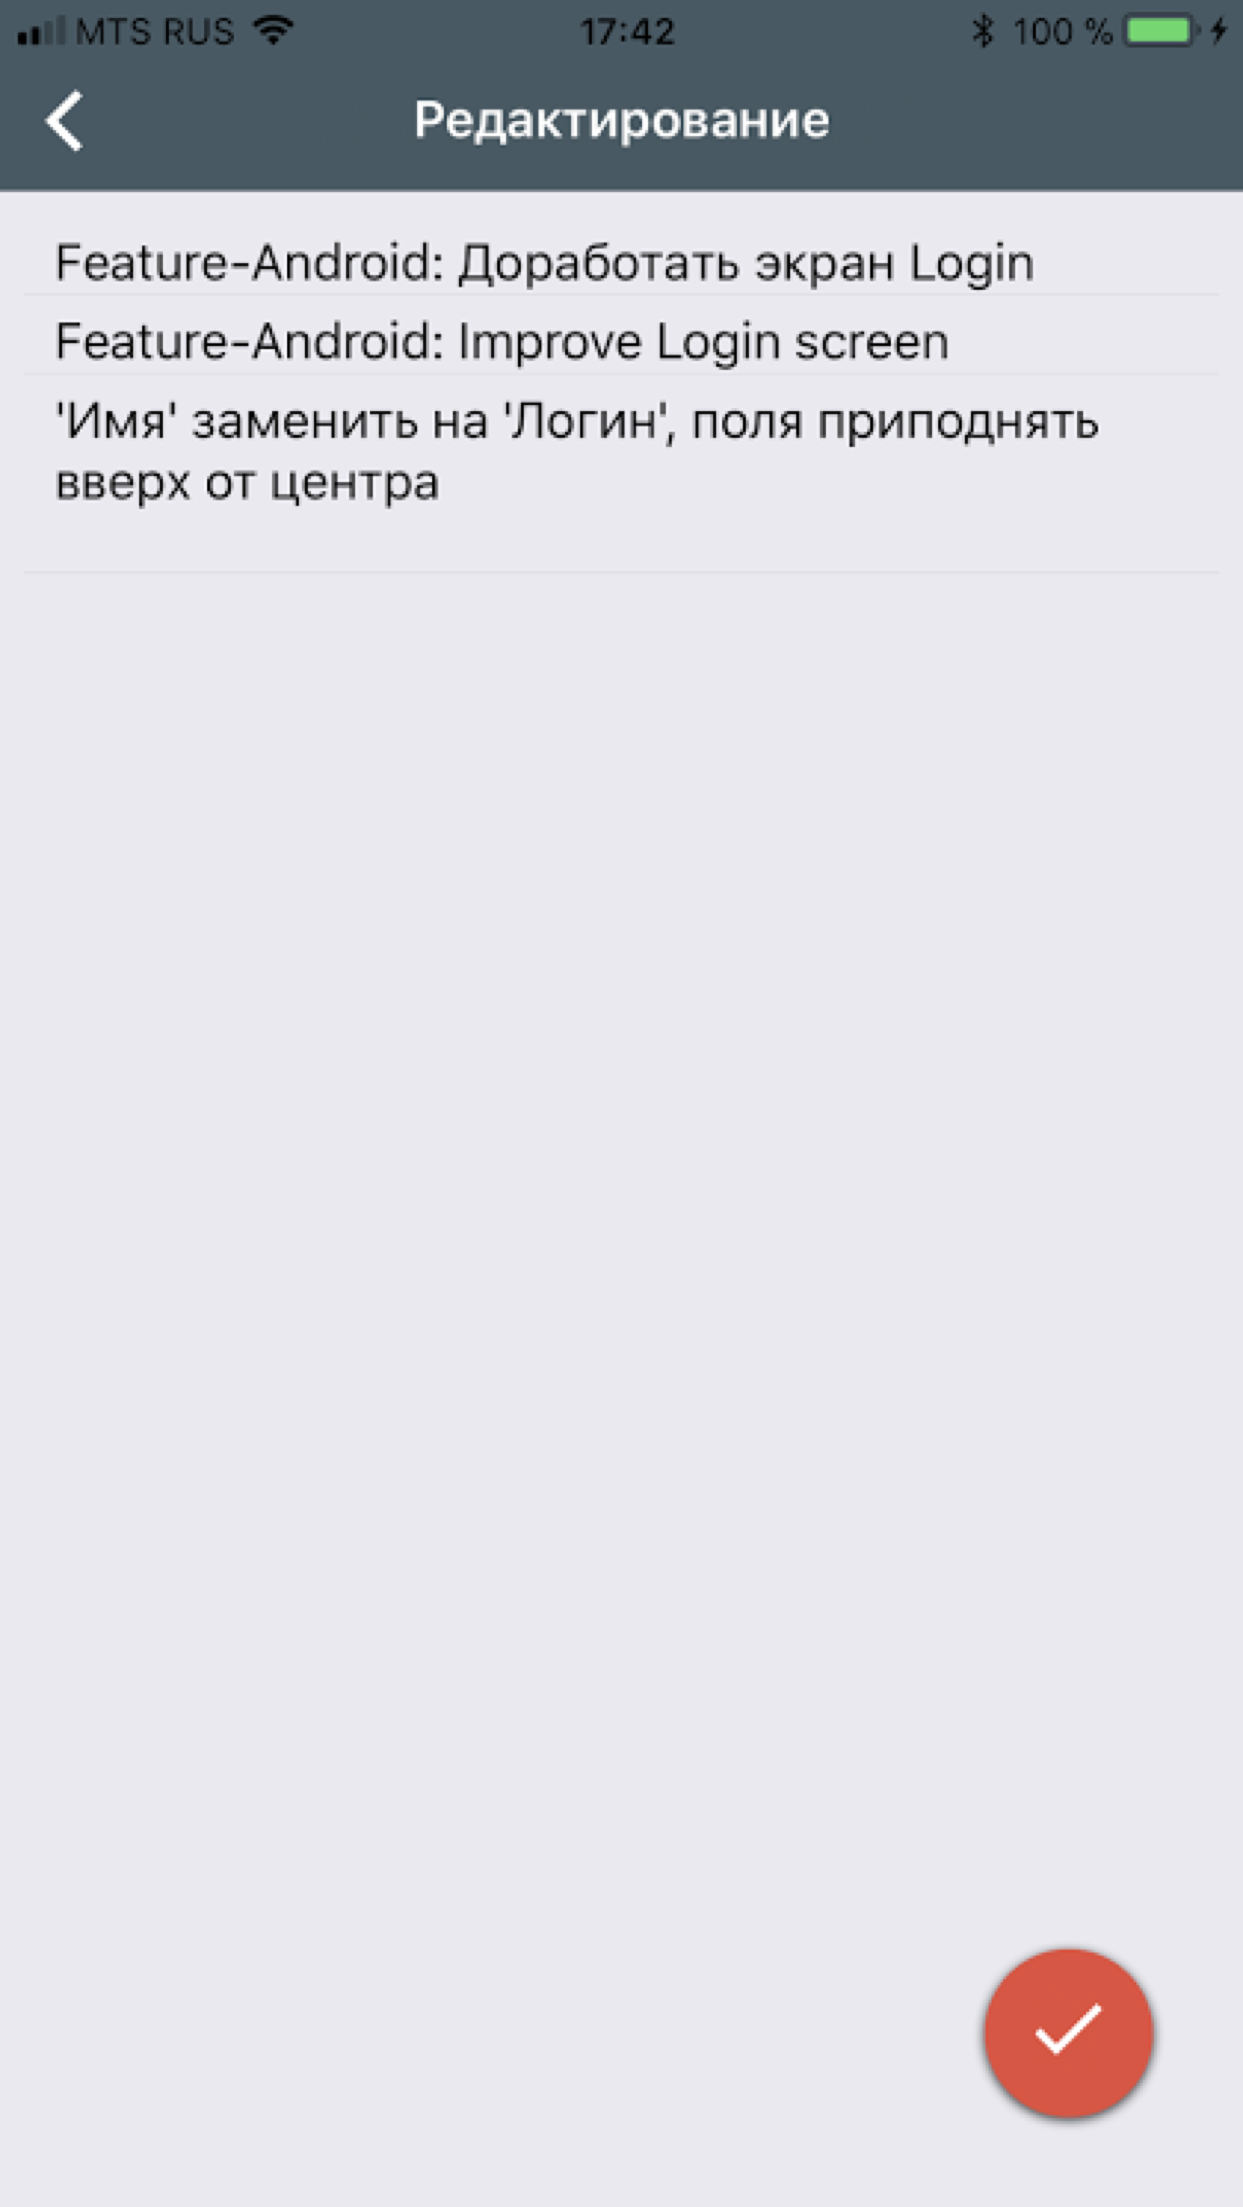 MTS RUS 17:42 100 %
Редактирование
Feature-Android: Доработать экран Login
Feature-Android: Improve Login screen
'Имя' заменить на 'Логин', поля приподнять
вверх от центра